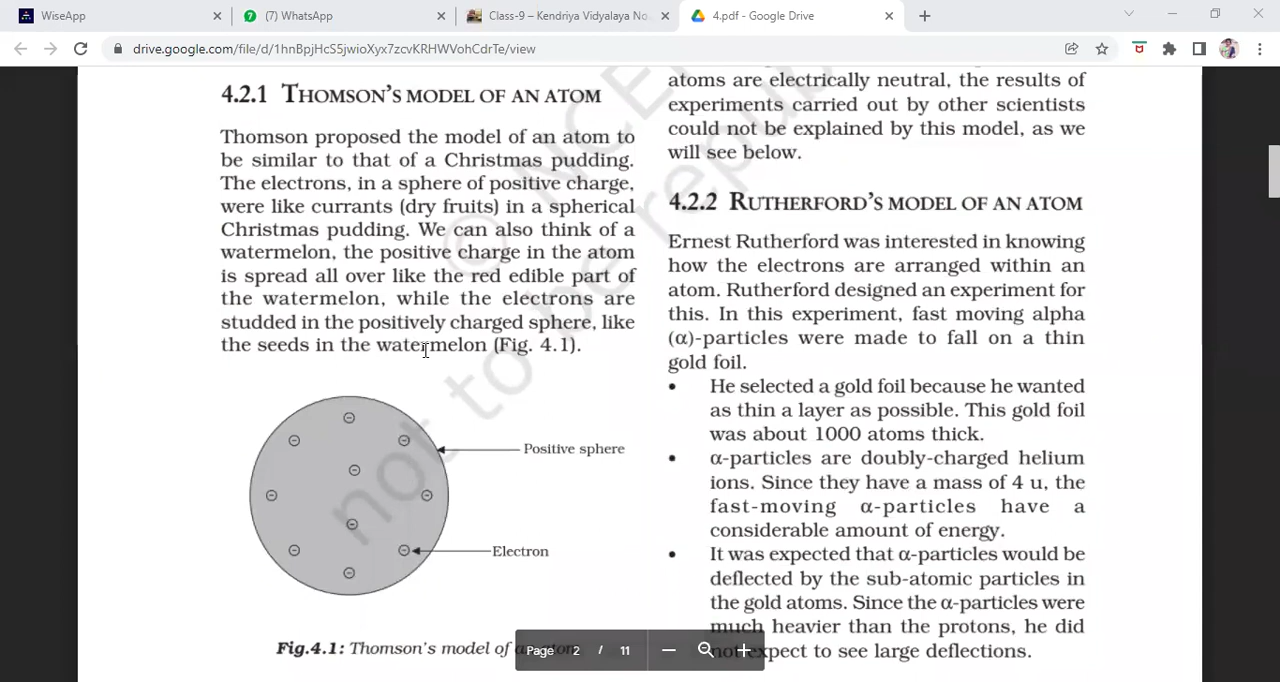 WiseApp
(7) WhatsApp
Class-9 – Kendriya Vidyalaya No.
4.pdf - Google Drive
drive.google.com/file/d/1hnBpjHcS5jwioXyx7zcvKRHWVohCdrTe/view
4.2.1 THOMSON'S MODEL OF AN ATOM
Thomson proposed the model of an atom to
be similar to that of a Christmas pudding.
The electrons, in a sphere of positive charge,
were like currants (dry fruits) in a spherical
Christmas pudding. We can also think of a
watermelon, the positive charge in the atom
is spread all over like the red edible part of
the watermelon, while the electrons are
studded in the positively charged sphere, like
the seeds in the watermelon (Fig. 4.1).
Positive sphere
Electron
Fig.4.1: Thomson's model of
atoms are electrically neutral, the results of
experiments carried out by other scientists
could not be explained by this model, as we
will see below.
4.2.2 RUTHERFORD'S MODEL OF AN ATOM
Ernest Rutherford was interested in knowing
how the electrons are arranged within an
atom. Rutherford designed an experiment for
this. In this experiment, fast moving alpha
(α)-particles were made to fall on a thin
gold foil.
• He selected a gold foil because he wanted
as thin a layer as possible. This gold foil
was about 1000 atoms thick.
• α-particles are doubly-charged helium
ions. Since they have a mass of 4 u, the
fast-moving α-particles have a
considerable amount of energy.
• It was expected that α-particles would be
deflected by the sub-atomic particles in
the gold atoms. Since the α-particles were
much heavier than the protons, he did
not expect to see large deflections.
Page 2 / 11
© NCE
not to be repub